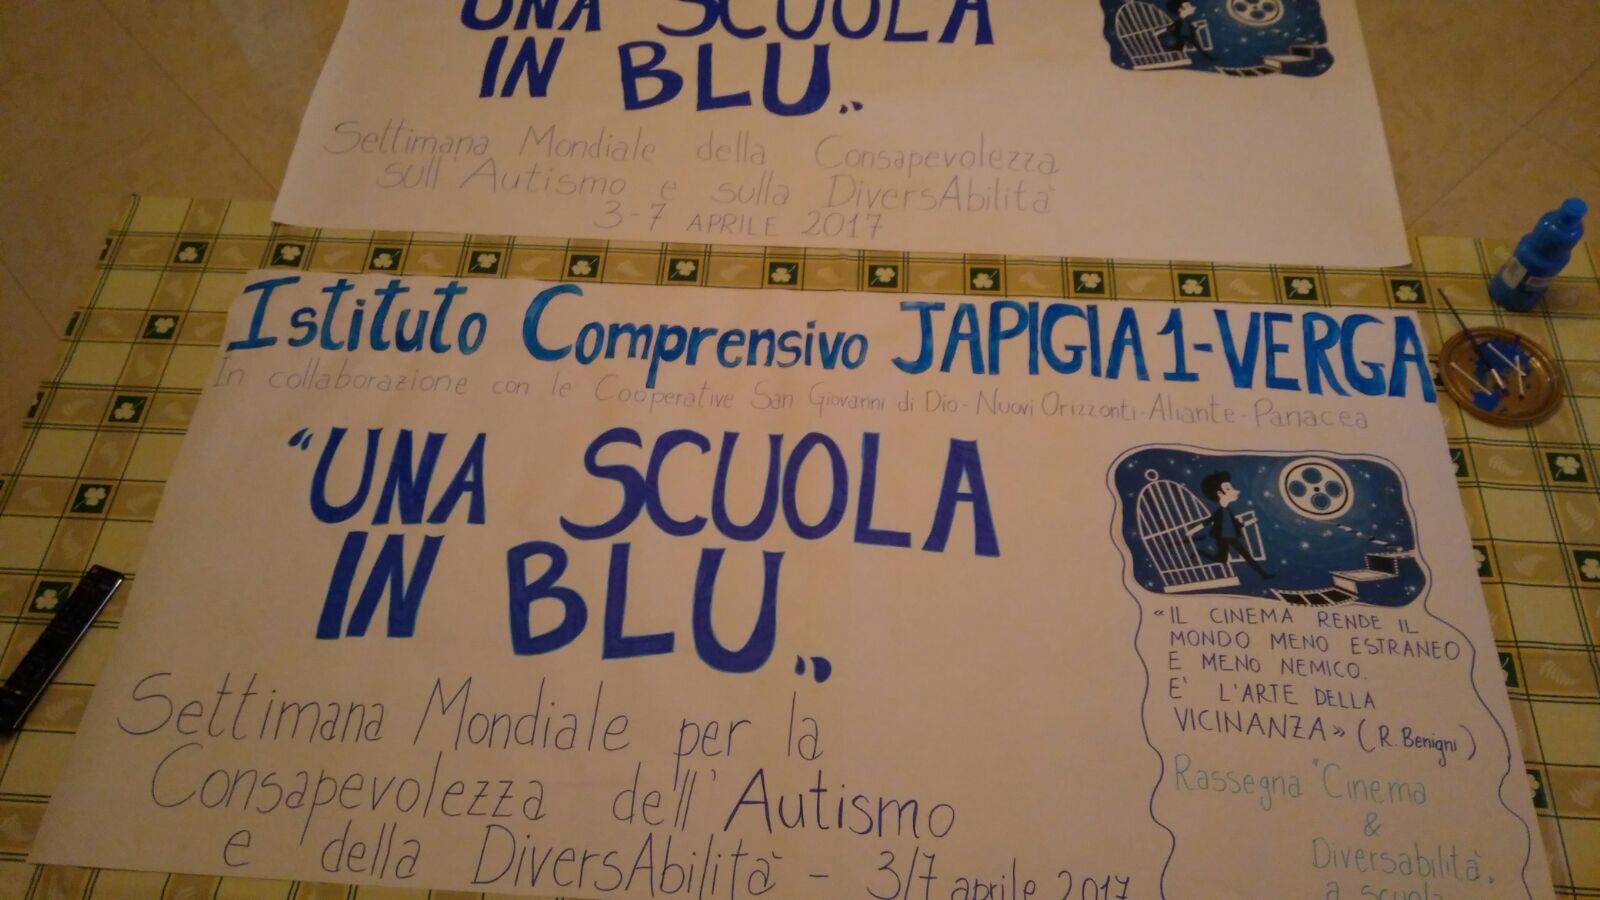 UNA SCUOLA
IN BLU„
Settimana Mondiale della Consapevolezza
sull'Autismo e sulla DiversAbilità
3-7 APRILE 2017
Istituto Comprensivo JAPIGIA 1-VERGA
In collaborazione con le Cooperative San Giovanni di Dio-Nuovi Orizzonti-Aliante-Panacea
“UNA SCUOLA
IN BLU„
Settimana Mondiale per la
Consapevolezza dell'Autismo
e della DiversAbilità - 3/7 aprile 2017
«IL CINEMA RENDE IL
MONDO MENO ESTRANEO
E MENO NEMICO.
E' L'ARTE DELLA
VICINANZA» (R. Benigni)
Rassegna "Cinema
&
Diversabilità.
a scuola